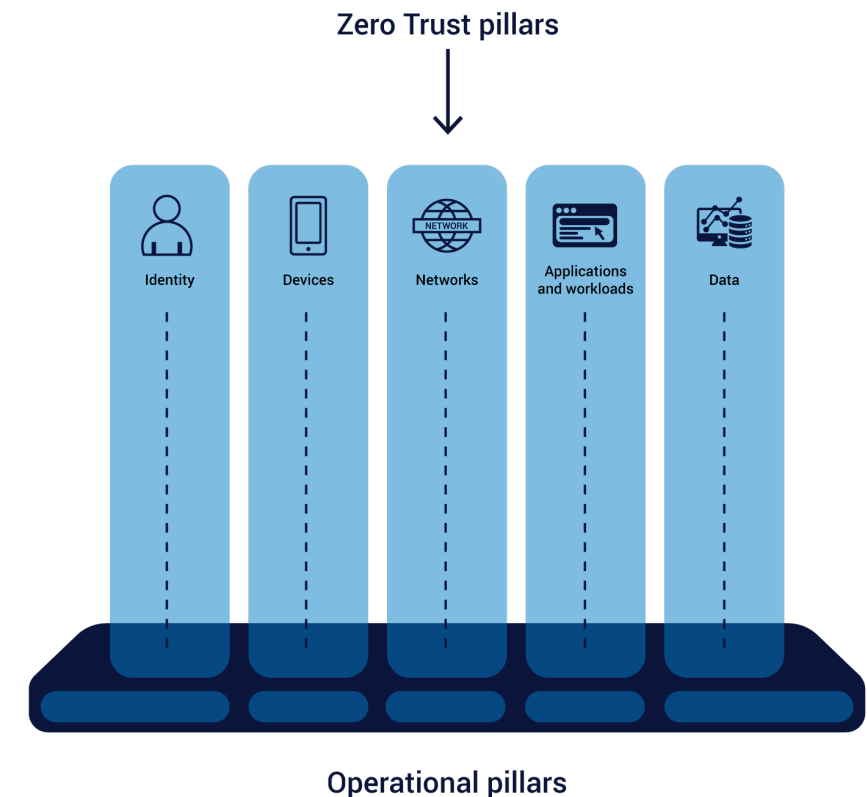 Zero Trust pillars
NETWORK
Identity
Devices
Networks
Applications
and workloads
Data
Operational pillars